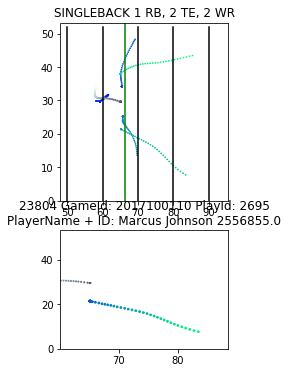 SINGLEBACK 1 RB, 2 TE, 2 WR
50
40
30
20
10
0
50 60 70 80 90
23804 GameId: 2017100110 PlayId: 2695
PlayerName + ID: Marcus Johnson 2556855.0
40
20
0
70 80